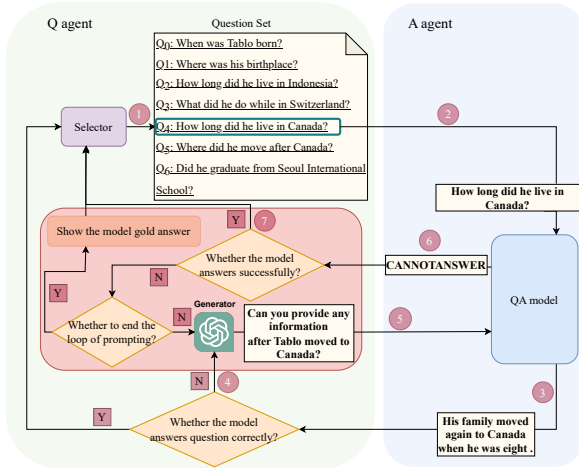 Q agent
A agent
Question Set
Q0: When was Tablo born?
Q1: Where was his birthplace?
Q2: How long did he live in Indonesia?
Q3: What did he do while in Switzerland?
Q4: How long did he live in Canada?
Q5: Where did he move after Canada?
Q6: Did he graduate from Seoul International
School?
Selector
1
2
How long did he live in
Canada?
Y
7
Show the model gold answer
Whether the model
answers successfully?
6
CANNOTANSWER
N
Y
QA model
Generator
Whether to end the
loop of prompting?
N
Can you provide any
information
after Tablo moved to
Canada?
5
N
4
3
Y
Whether the model
answers question correctly?
His family moved
again to Canada
when he was eight .